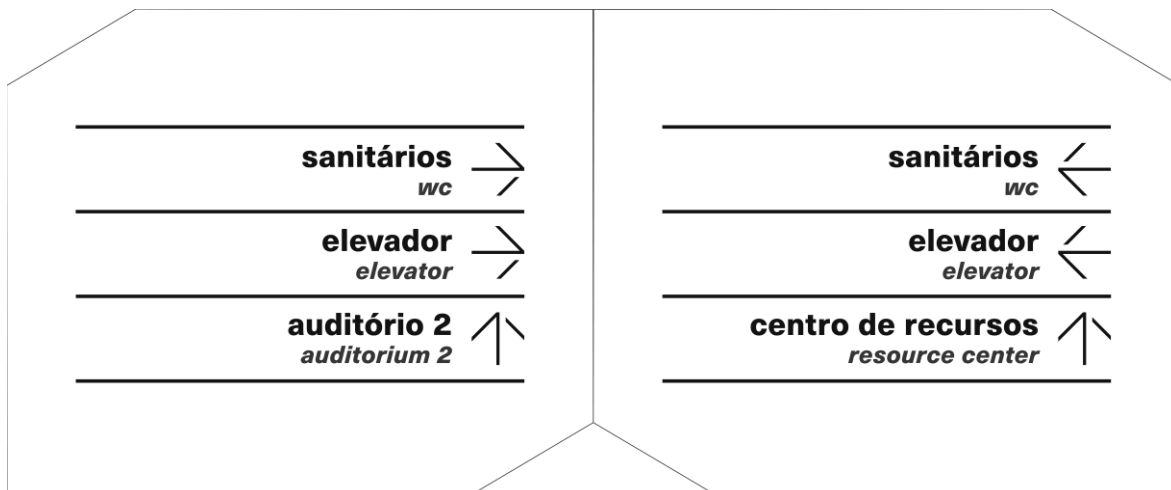 sanitários
wc
elevador
elevator
auditório 2
auditorium 2
sanitários
wc
elevador
elevator
centro de recursos
resource center